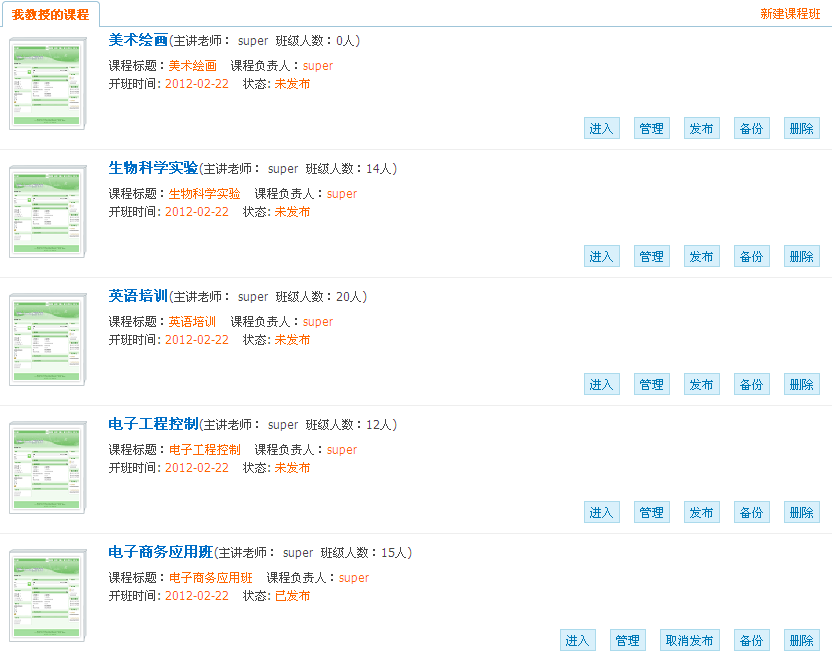 我教授的课程 新建课程班
美术绘画(主讲老师： super 班级人数：0人)
课程标题：美术绘画 课程负责人：super
开班时间: 2012-02-22 状态: 未发布
进入 管理 发布 备份 删除
生物科学实验(主讲老师： super 班级人数：14人)
课程标题：生物科学实验 课程负责人：super
开班时间: 2012-02-22 状态: 未发布
进入 管理 发布 备份 删除
英语培训(主讲老师： super 班级人数：20人)
课程标题：英语培训 课程负责人：super
开班时间: 2012-02-22 状态: 未发布
进入 管理 发布 备份 删除
电子工程控制(主讲老师： super 班级人数：12人)
课程标题：电子工程控制 课程负责人：super
开班时间: 2012-02-22 状态: 未发布
进入 管理 发布 备份 删除
电子商务应用班(主讲老师： super 班级人数：15人)
课程标题：电子商务应用班 课程负责人：super
开班时间: 2012-02-22 状态: 已发布
进入 管理 取消发布 备份 删除